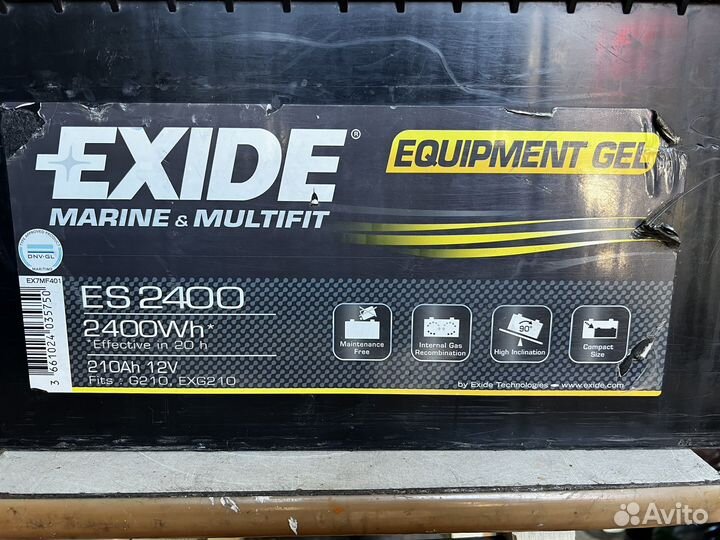 EXIDE®
EQUIPMENT GEL
MARINE & MULTIFIT
DNV·GL
EX7MF401
3 661024 035750
ES 2400
2400Wh*
*Effective in 20 h
210Ah 12V
Fits : G210, EXG210
Maintenance
Free
Internal Gas
Recombination
90°
High Inclination
Compact
Size
by Exide Technologies – www.exide.com
Avito